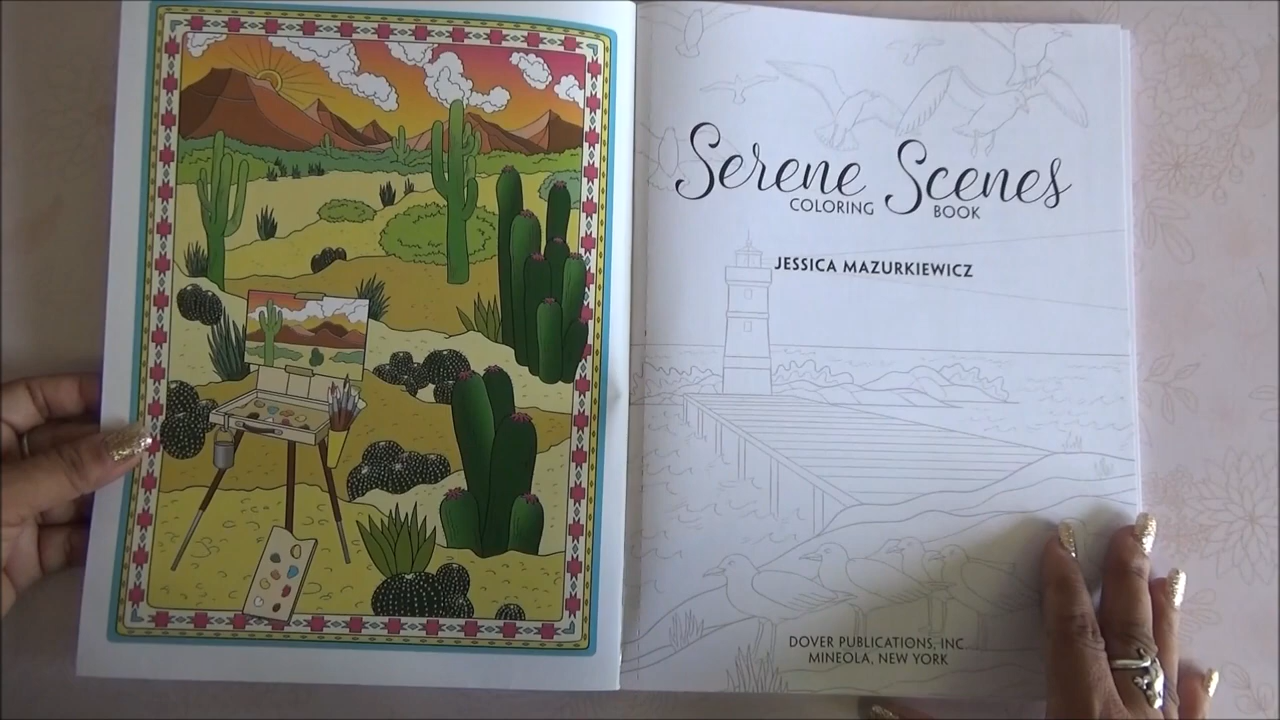 Serene Scenes
COLORING BOOK
JESSICA MAZURKIEWICZ
DOVER PUBLICATIONS, INC
MINEOLA, NEW YORK